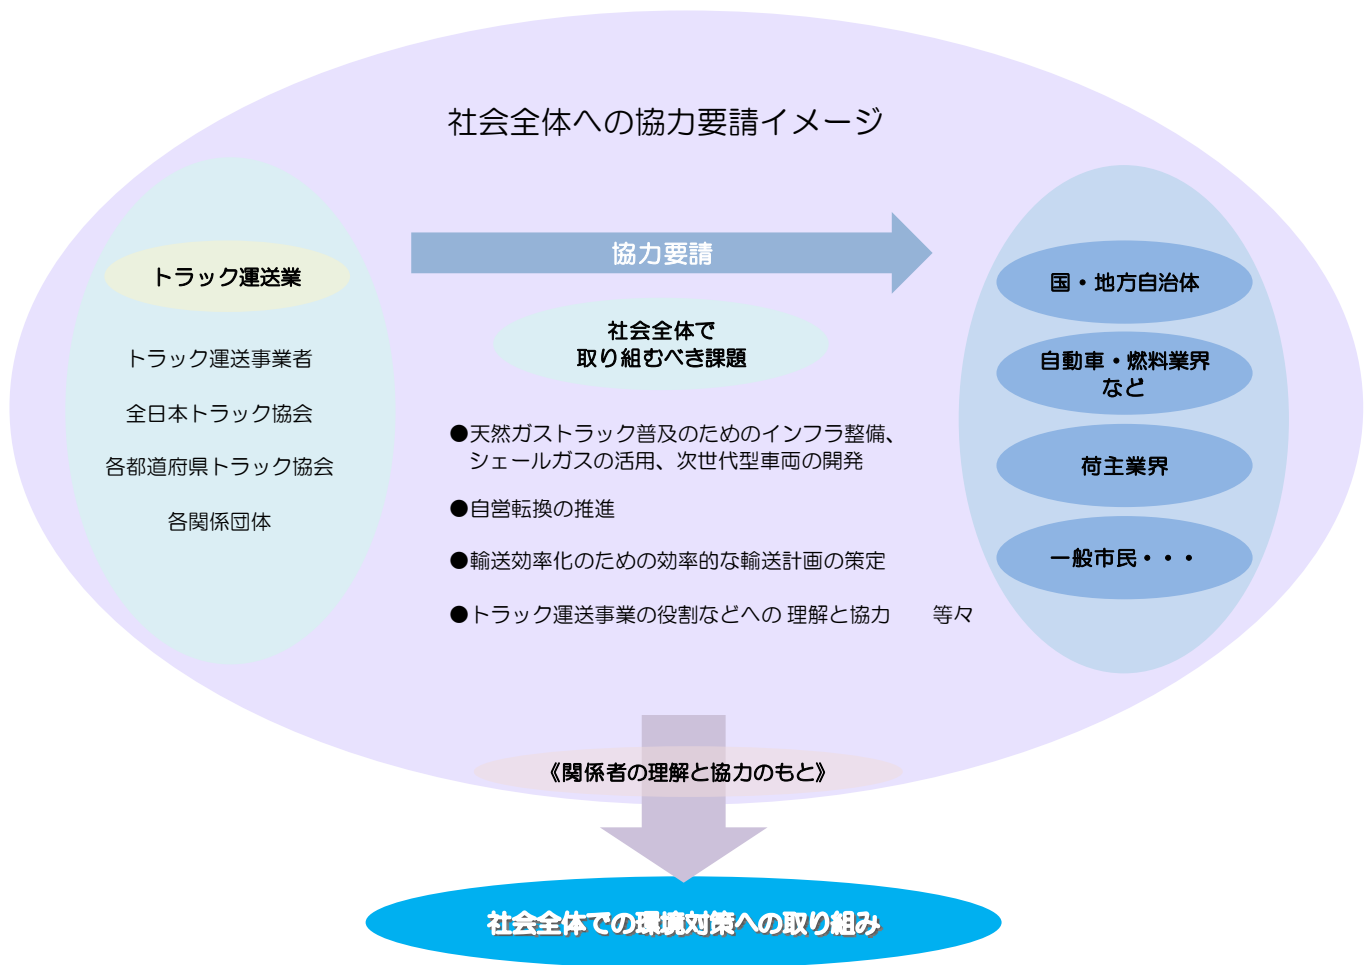 社会全体への協力要請イメージ
トラック運送業
トラック運送事業者
全日本トラック協会
各都道府県トラック協会
各関係団体
協力要請
社会全体で
取り組むべき課題
●天然ガストラック普及のためのインフラ整備、
シェールガスの活用、次世代型車両の開発
●自営転換の推進
●輸送効率化のための効率的な輸送計画の策定
●トラック運送事業の役割などへの 理解と協力　　等々
国・地方自治体
自動車・燃料業界
など
荷主業界
一般市民・・・
《関係者の理解と協力のもと》
社会全体での環境対策への取り組み